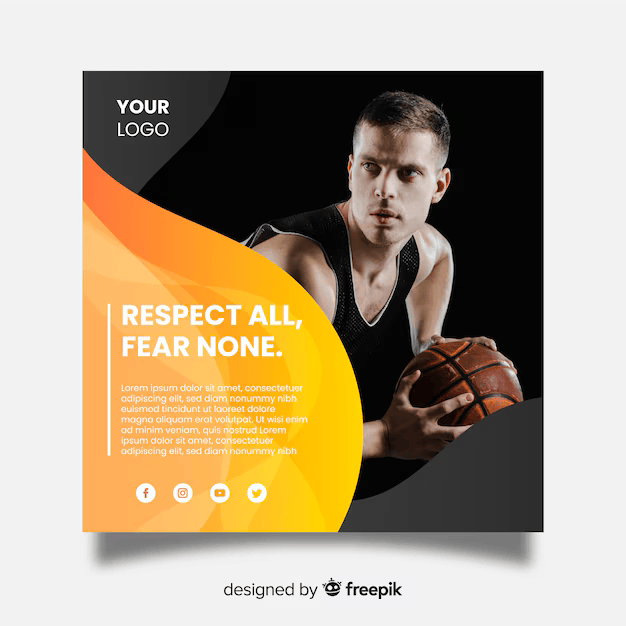 YOUR
LOGO
RESPECT ALL,
FEAR NONE.
Lorem ipsum dolor sit amet, consectetuer
adipiscing elit, sed diam nonummy nibh
euismod tincidunt ut laoreet dolore
magna aliquam erat volutpat. Ut wisi enim
ad minim veniam, quis nostrud Lorem
ipsum dolor sit amet, consectetuer
adipiscing elit, sed diam nonummy nibh
designed by freepik